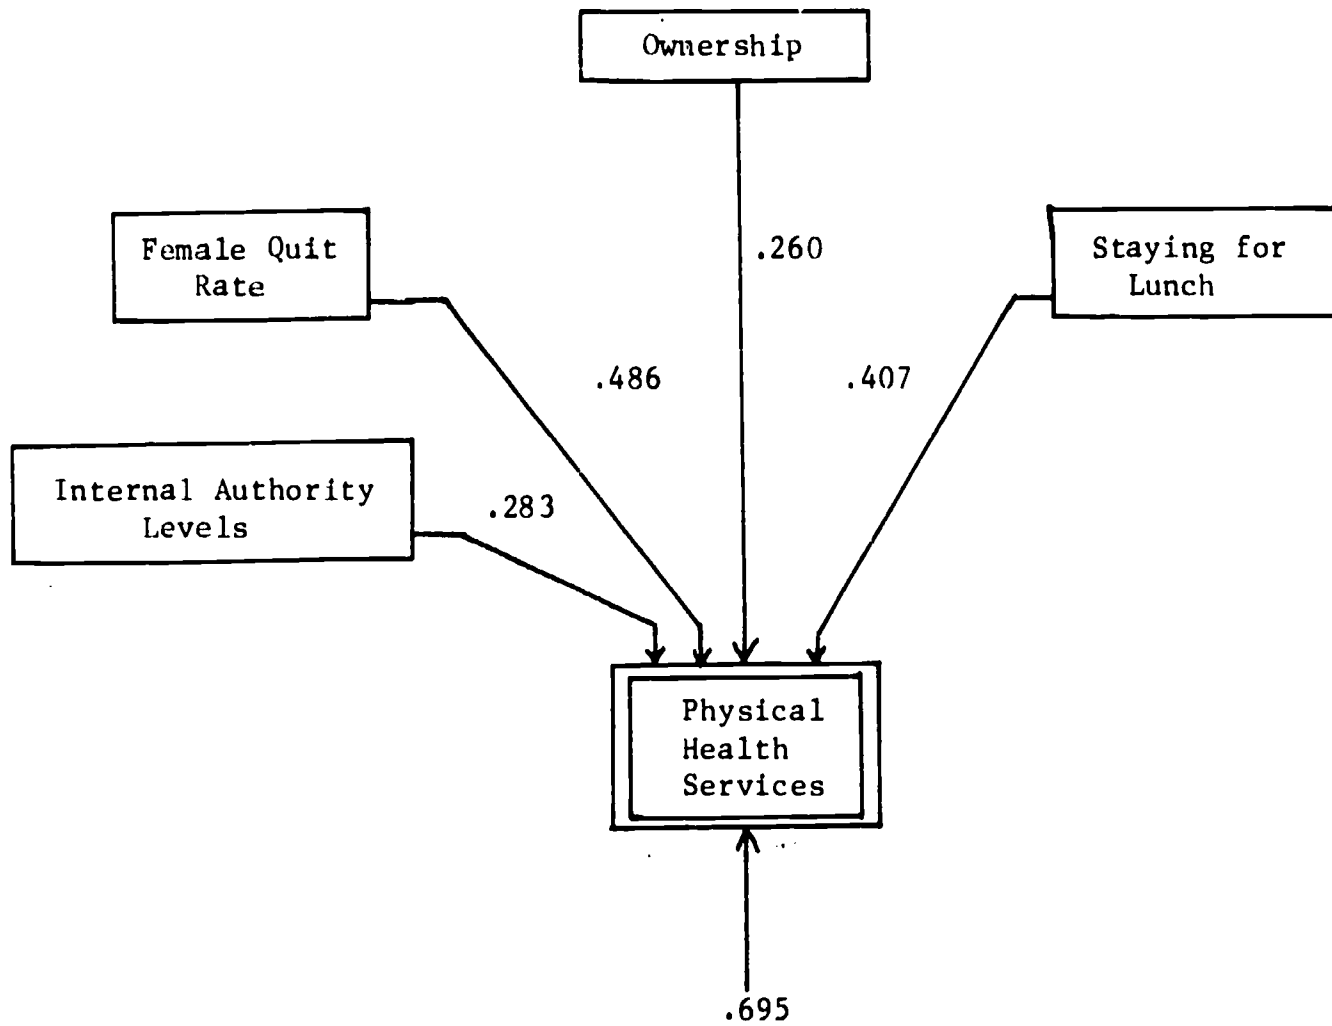 Ownership
Female Quit
Rate
Staying for
Lunch
.260
.486
.407
Internal Authority
Levels
.283
Physical
Health
Services
.695